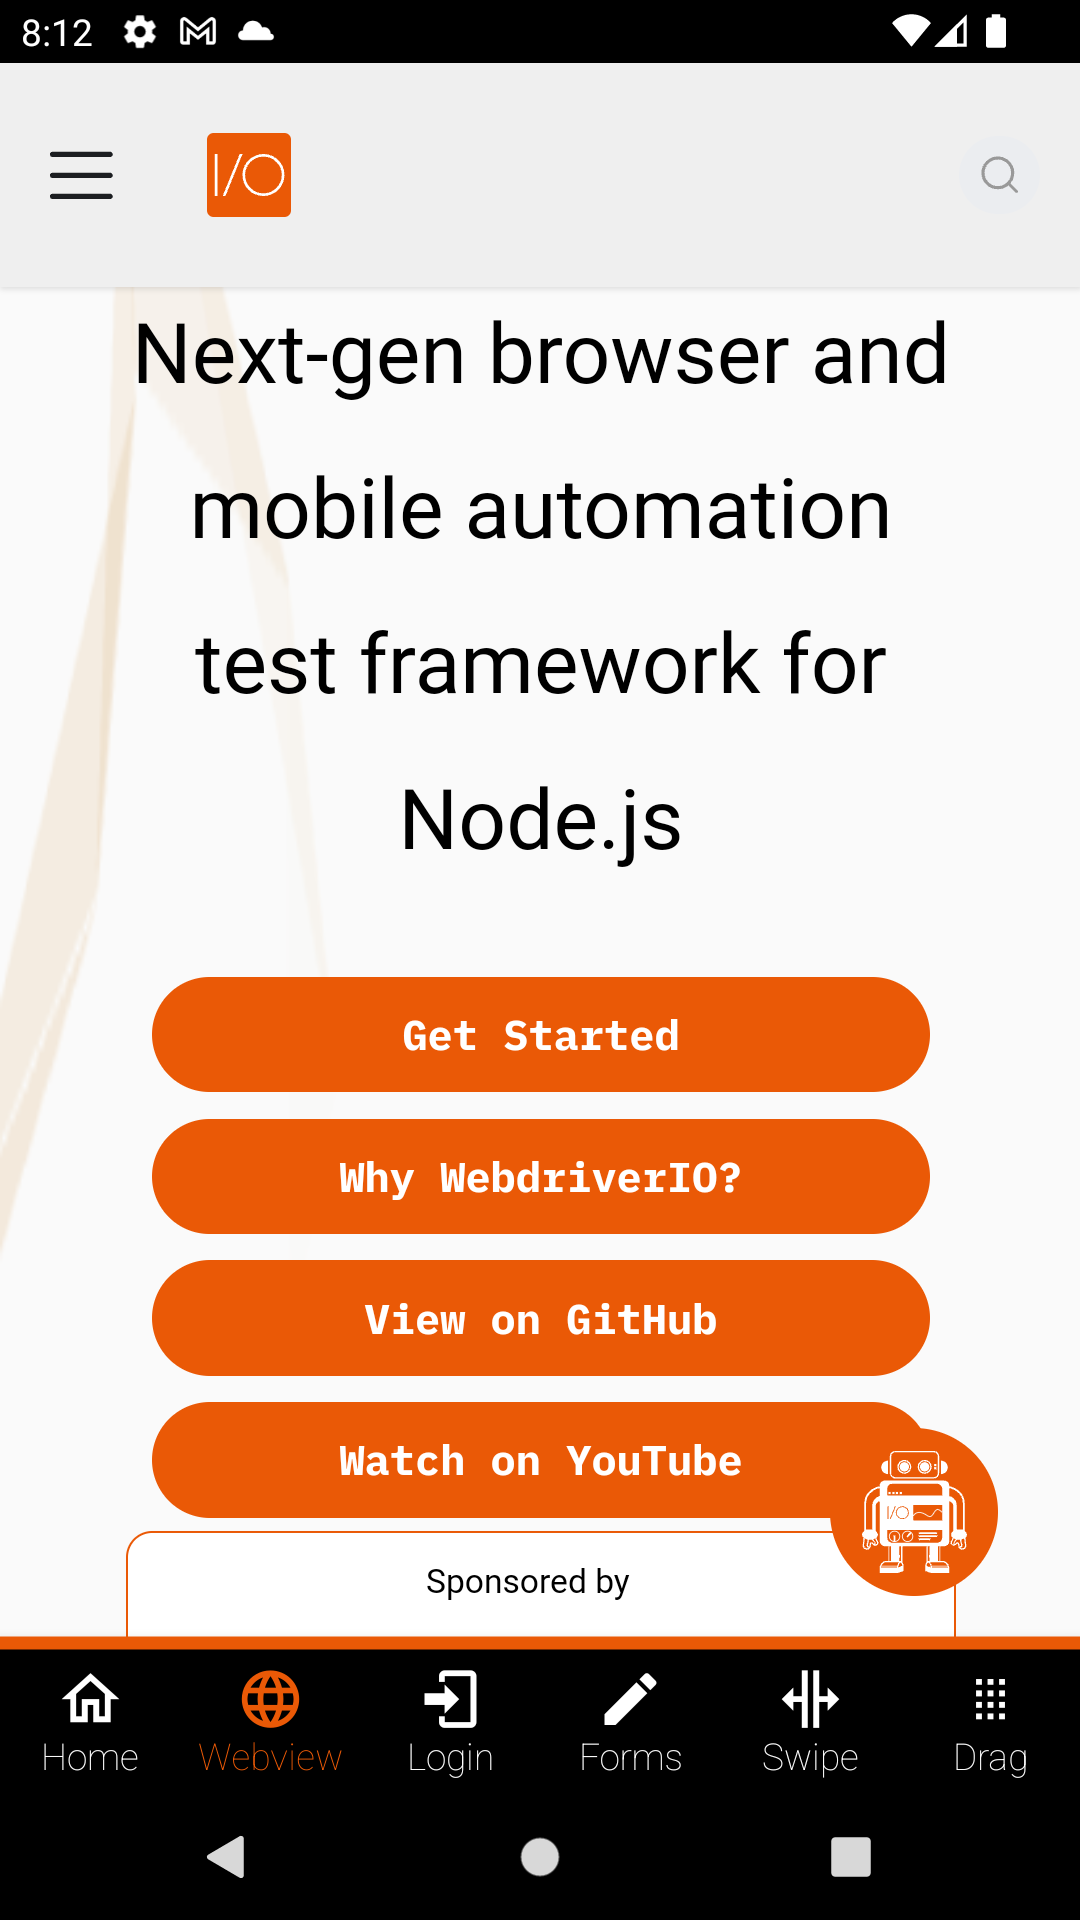 8:12
I/O
Next-gen browser and
mobile automation
test framework for
Node.js
Get Started
Why WebdriverIO?
View on GitHub
Watch on YouTube
I/O
Sponsored by
Home Webview Login Forms Swipe Drag